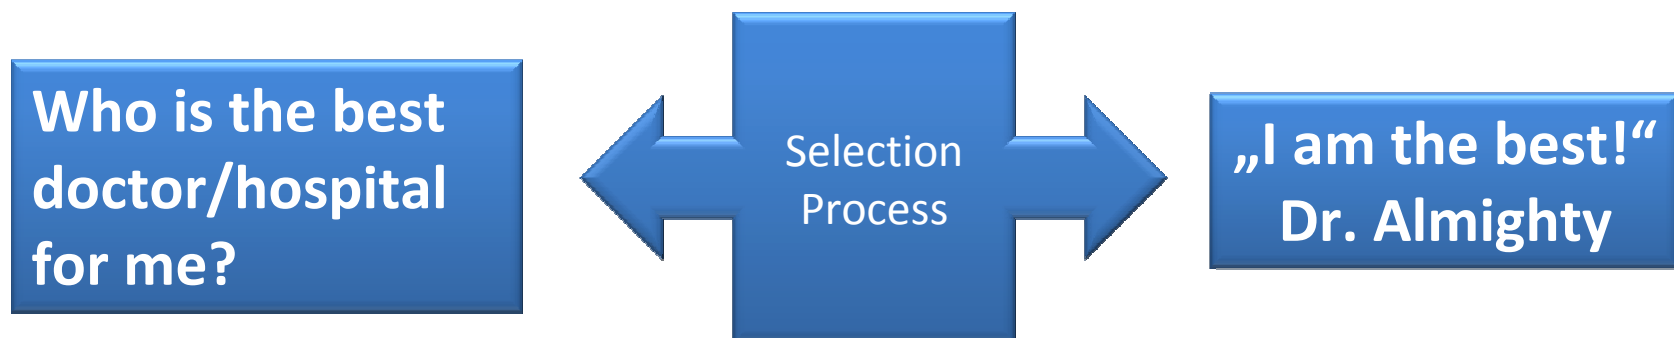 Who is the best
doctor/hospital
for me?
Selection
Process
„I am the best!“
Dr. Almighty